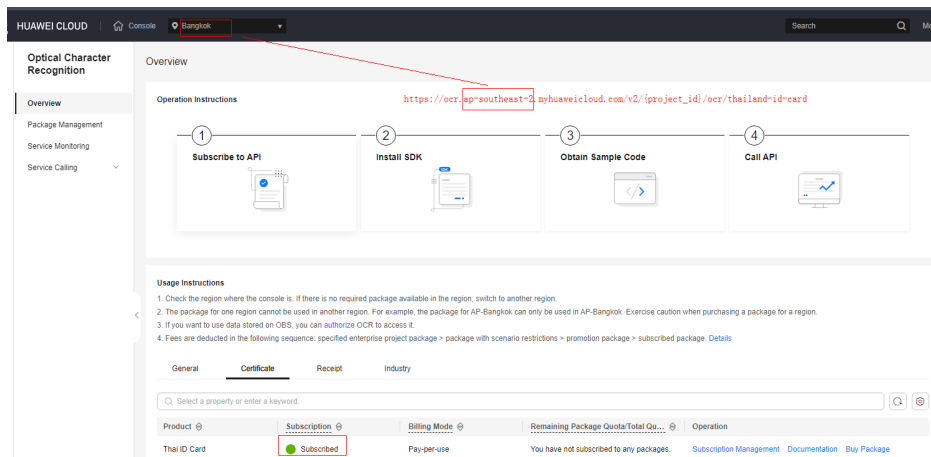 HUAWEI CLOUD Console Bangkok Search
Optical Character Recognition
Overview
Package Management
Service Monitoring
Service Calling
Overview
Operation Instructions
https://ocr.ap-southeast-2.myhuaweicloud.com/v2/{project_id}/ocr/thailand-id-card
1 2 3 4
Subscribe to API Install SDK Obtain Sample Code Call API
Usage Instructions
1. Check the region where the console is. If there is no required package available in the region, switch to another region.
2. The package for one region cannot be used in another region. For example, the package for AP-Bangkok can only be used in AP-Bangkok. Exercise caution when purchasing a package for a region.
3. If you want to use data stored on OBS, you can authorize OCR to access it.
4. Fees are deducted in the following sequence: specified enterprise project package > package with scenario restrictions > promotion package > subscribed package. Details
General Certificate Receipt Industry
Select a property or enter a keyword.
Product Subscription Billing Mode Remaining Package Quota/Total Qu... Operation
Thai ID Card Subscribed Pay-per-use You have not subscribed to any packages. Subscription Management Documentation Buy Package